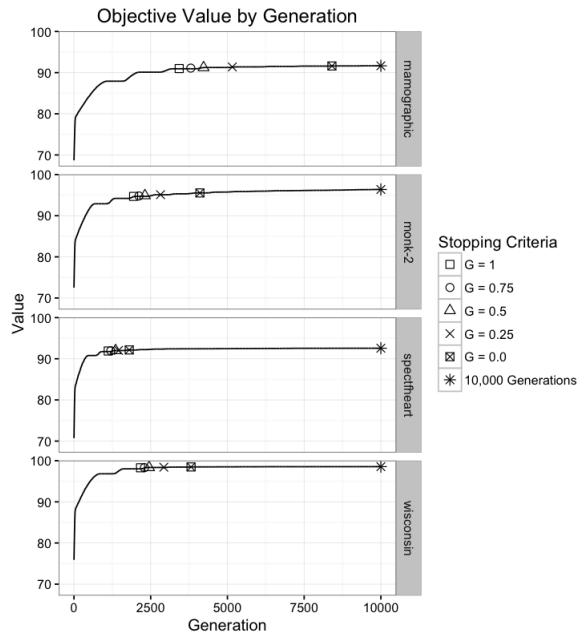 Objective Value by Generation
100
90
80
70
mamographic
100
90
80
70
monk-2
100
90
80
70
spectfheart
100
90
80
70
wisconsin
Value
0 2500 5000 7500 10000
Generation
Stopping Criteria
G = 1
G = 0.75
G = 0.5
G = 0.25
G = 0.0
10,000 Generations